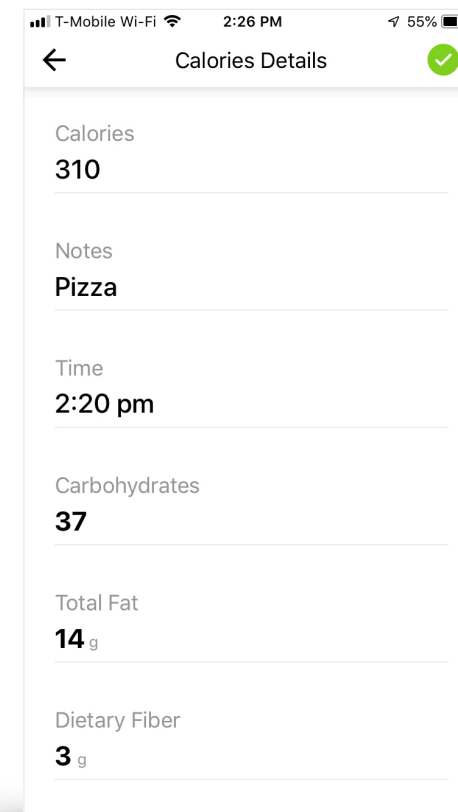 T-Mobile Wi-Fi 2:26 PM 55%
Calories Details
Calories
310
Notes
Pizza
Time
2:20 pm
Carbohydrates
37
Total Fat
14 g
Dietary Fiber
3 g